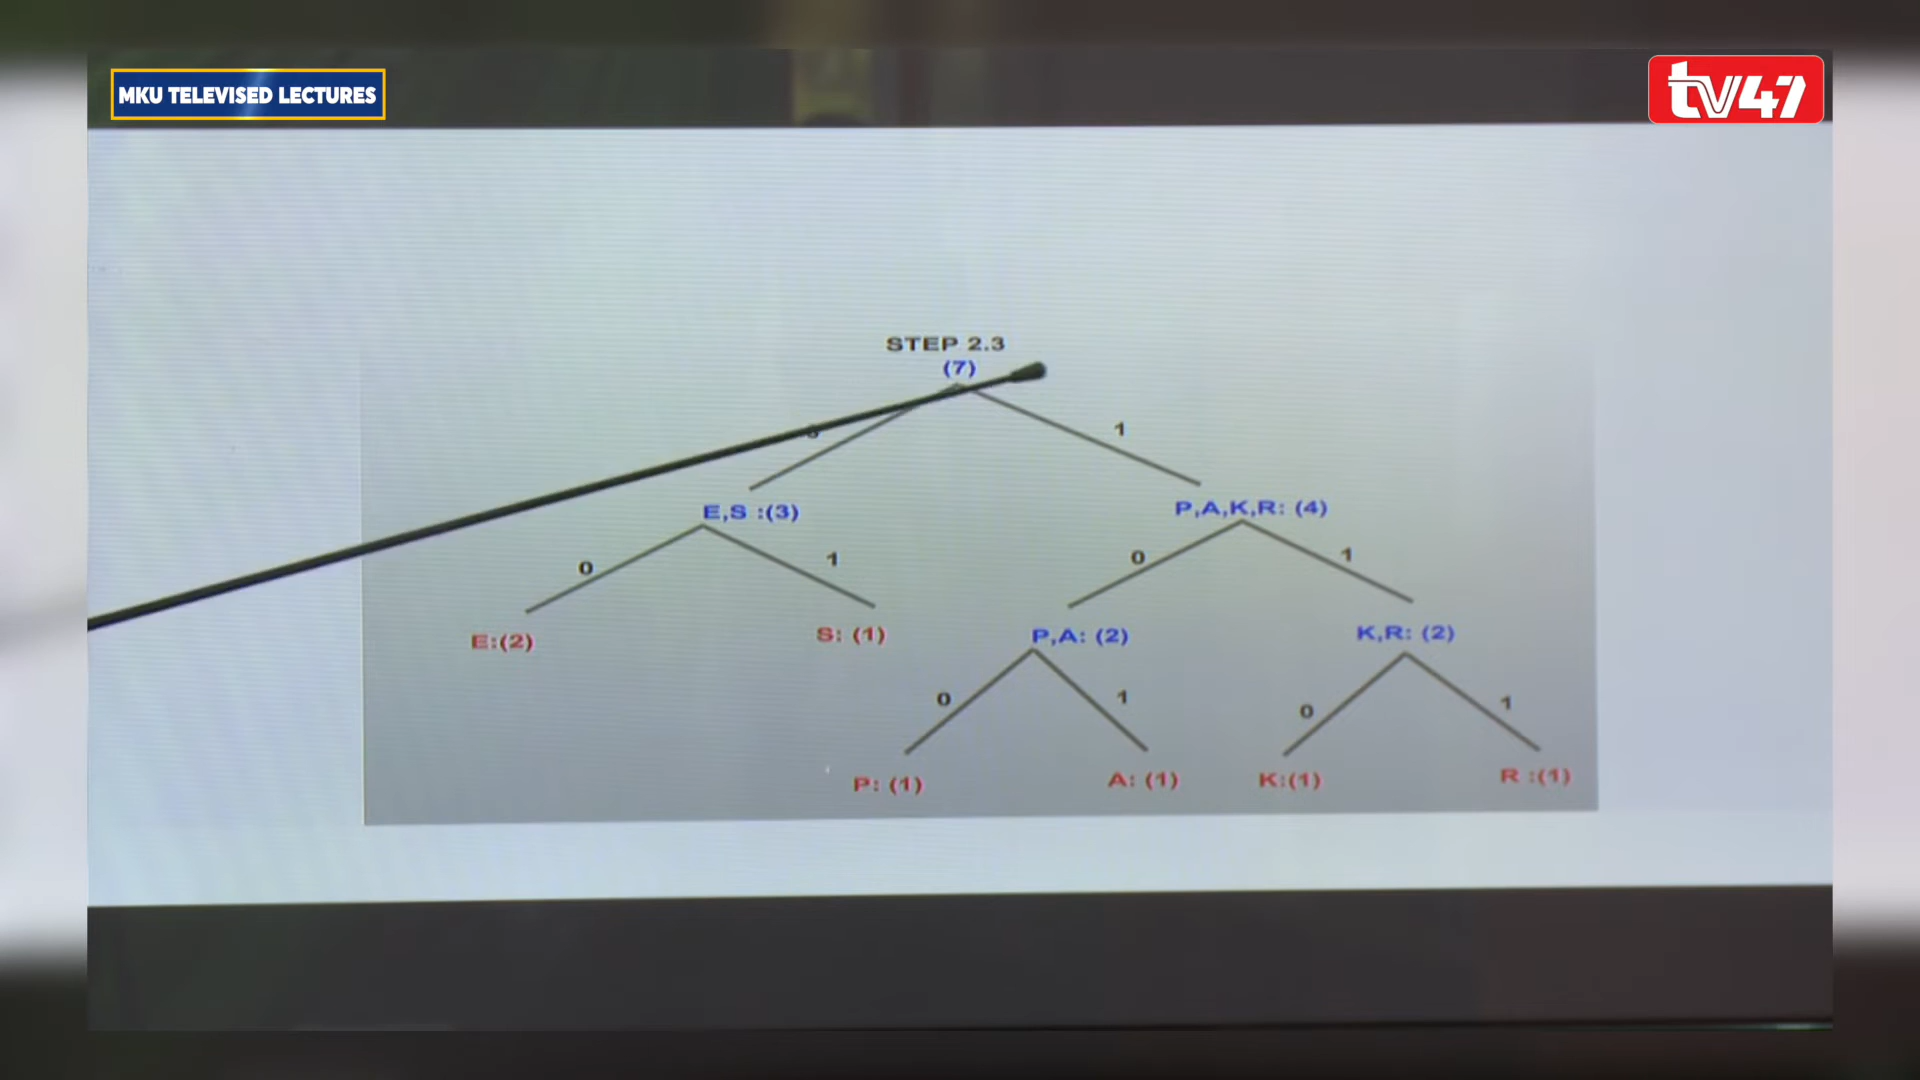 MKU TELEVISED LECTURES
tv47
STEP 2.3
(7)
1
E,S :(3)
P,A,K,R: (4)
0
1
0
1
E:(2)
S: (1)
P,A: (2)
K,R: (2)
0
1
0
1
P: (1)
A: (1)
K:(1)
R :(1)